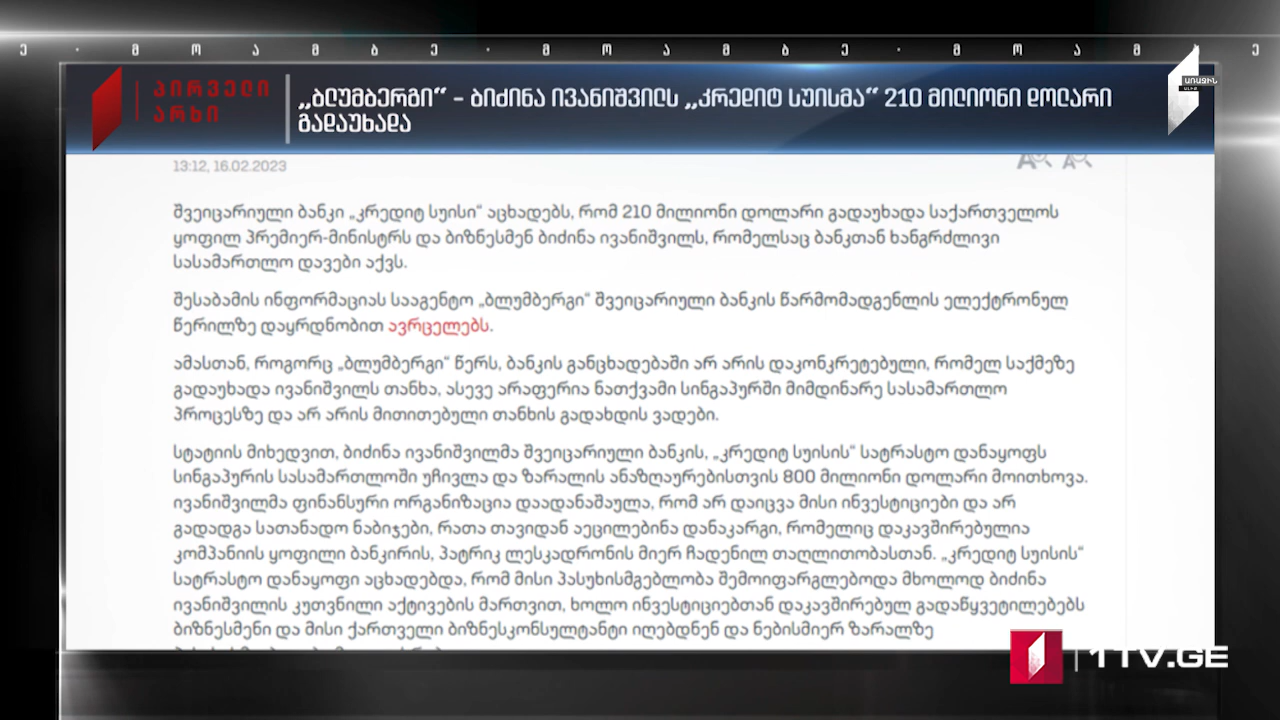 ე · მ ო ა მ ბ ე · მ ო ა მ ბ ე · მ ო ა მ ბ ე
პირველი
არხი
„ბლუმბერგი“ – ბიძინა ივანიშვილს „კრედიტ სუისმა“ 210 მილიონი დოლარი
გადაუხადა
ԱՌԱՋԻՆ
ԱԼԻՔ
13:12, 16.02.2023
შვეიცარიული ბანკი „კრედიტ სუისი“ აცხადებს, რომ 210 მილიონი დოლარი გადაუხადა საქართველოს
ყოფილ პრემიერ-მინისტრს და ბიზნესმენ ბიძინა ივანიშვილს, რომელსაც ბანკთან ხანგრძლივი
სასამართლო დავები აქვს.
შესაბამის ინფორმაციას სააგენტო „ბლუმბერგი“ შვეიცარიული ბანკის წარმომადგენლის ელექტრონულ
წერილზე დაყრდნობით ავრცელებს.
ამასთან, როგორც „ბლუმბერგი“ წერს, ბანკის განცხადებაში არ არის დაკონკრეტებული, რომელ საქმეზე
გადაუხადა ივანიშვილს თანხა, ასევე არაფერია ნათქვამი სინგაპურში მიმდინარე სასამართლო
პროცესზე და არ არის მითითებული თანხის გადახდის ვადები.
სტატიის მიხედვით, ბიძინა ივანიშვილმა შვეიცარიული ბანკის, „კრედიტ სუისის“ სატრასტო დანაყოფს
სინგაპურის სასამართლოში უჩივლა და ზარალის ანაზღაურებისთვის 800 მილიონი დოლარი მოითხოვა.
ივანიშვილმა ფინანსური ორგანიზაცია დაადანაშაულა, რომ არ დაიცვა მისი ინვესტიციები და არ
გადადგა სათანადო ნაბიჯები, რათა თავიდან აეცილებინა დანაკარგი, რომელიც დაკავშირებულია
კომპანიის ყოფილი ბანკირის, პატრიკ ლესკადრონის მიერ ჩადენილ თაღლითობასთან. „კრედიტ სუისის“
სატრასტო დანაყოფი აცხადებდა, რომ მისი პასუხისმგებლობა შემოიფარგლებოდა მხოლოდ ბიძინა
ივანიშვილის კუთვნილი აქტივების მართვით, ხოლო ინვესტიციებთან დაკავშირებულ გადაწყვეტილებებს
ბიზნესმენი და მისი ქართველი ბიზნესკონსულტანტი იღებდნენ და ნებისმიერ ზარალზე
1TV.GE